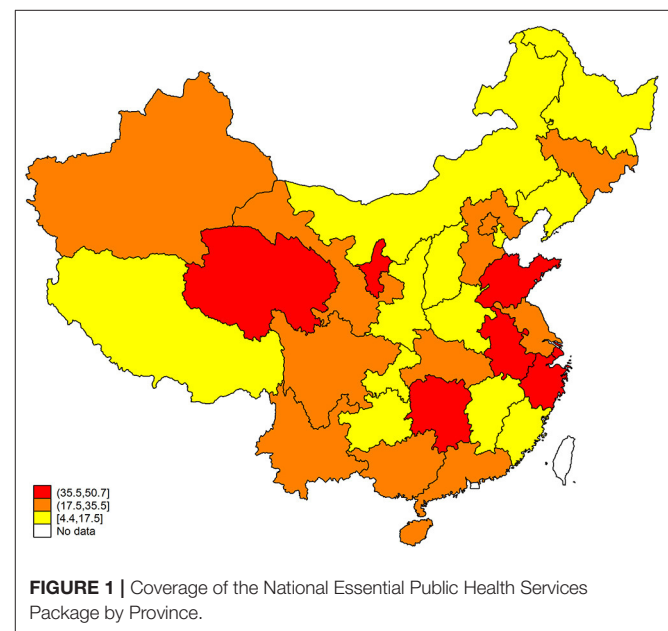 (35.5,50.7]
(17.5,35.5]
[4.4,17.5]
No data
FIGURE 1 | Coverage of the National Essential Public Health Services
Package by Province.